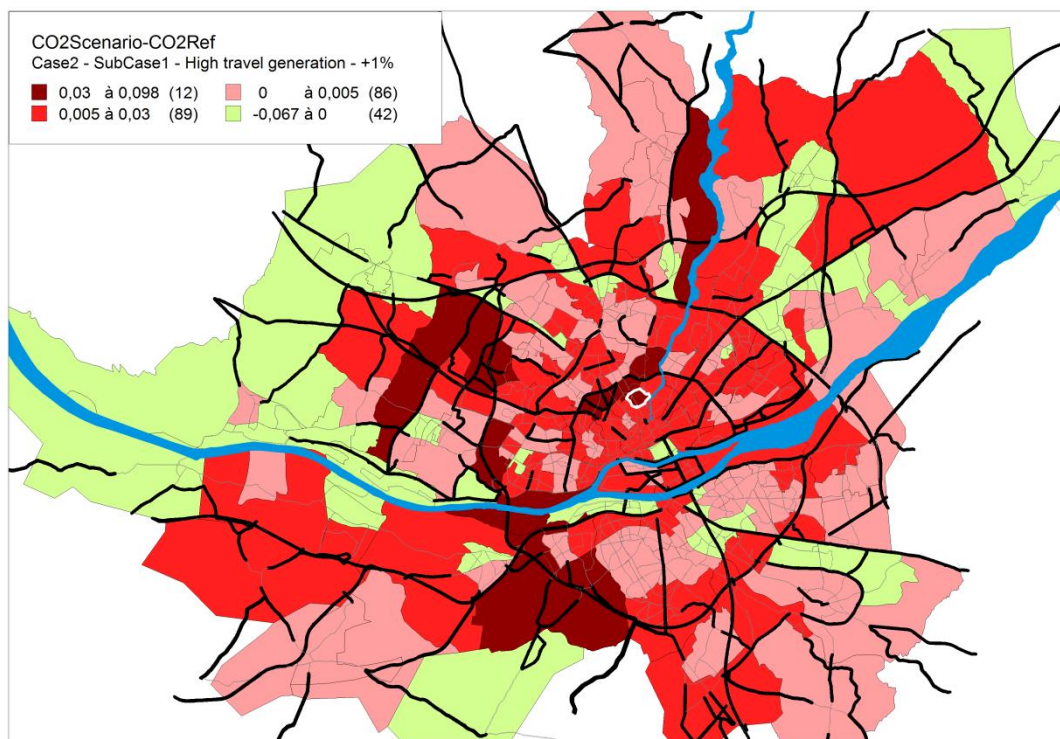 CO2Scenario-CO2Ref
Case2 - SubCase1 - High travel generation - +1%
0,03 à 0,098 (12)  0 à 0,005 (86)
0,005 à 0,03 (89)  -0,067 à 0 (42)